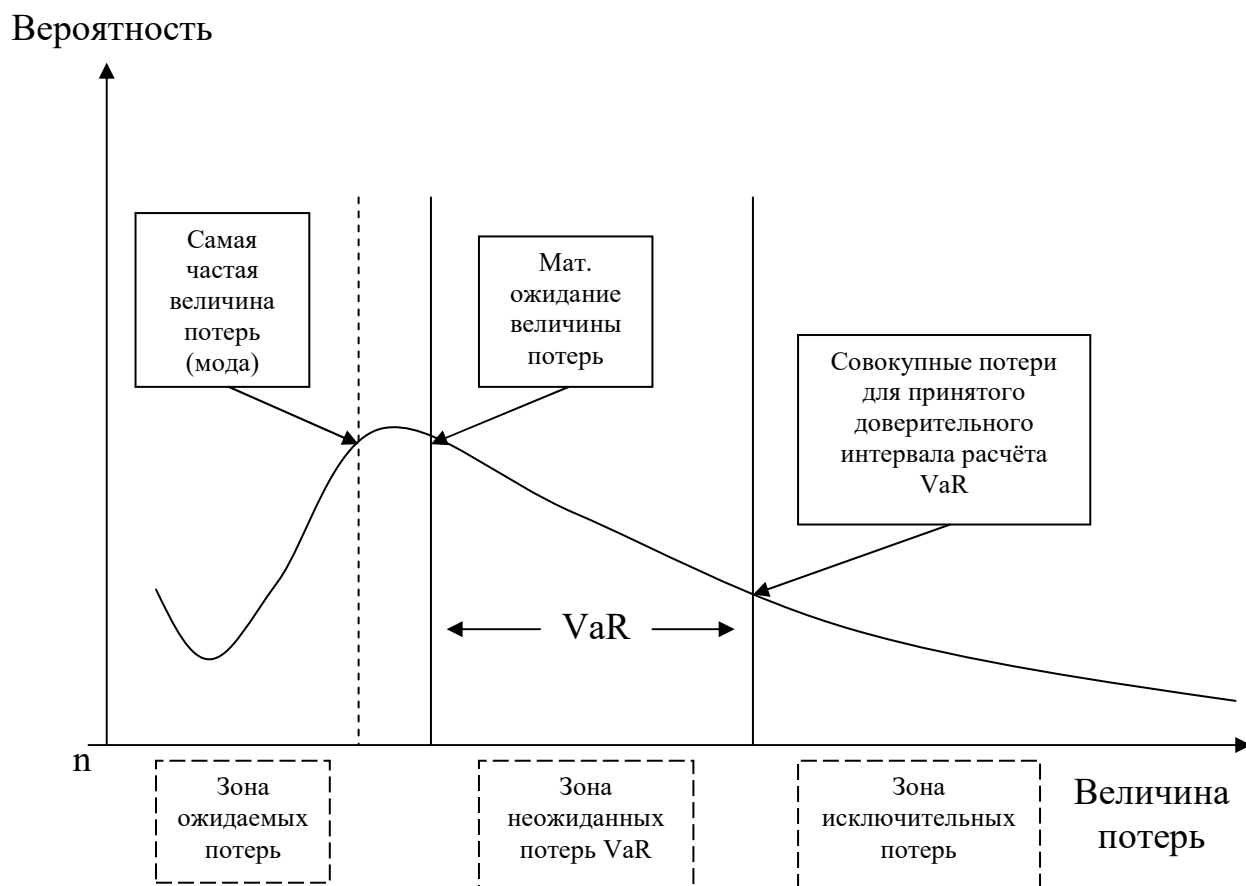 Вероятность
Самая
частая
величина
потерь
(мода)
Мат.
ожидание
величины
потерь
Совокупные потери
для принятого
доверительного
интервала расчёта
VaR
VaR
n
Зона
ожидаемых
потерь
Зона
неожиданных
потерь VaR
Зона
исключительных
потерь
Величина
потерь